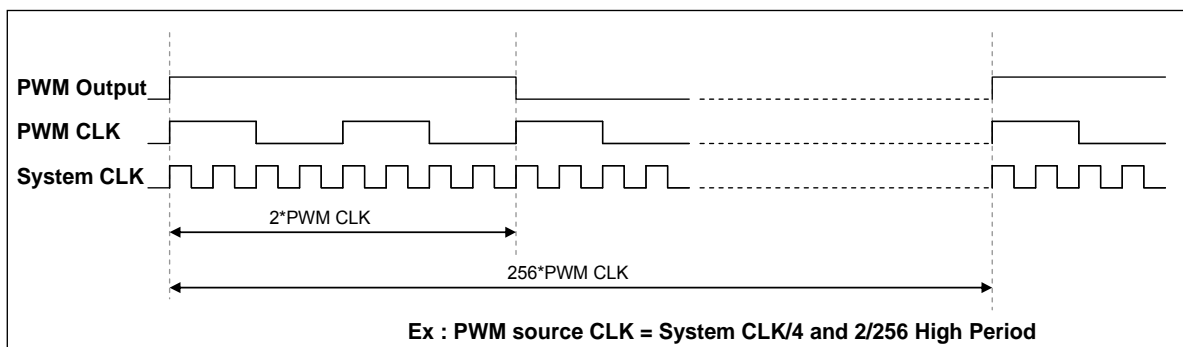 PWM Output
PWM CLK
System CLK
2*PWM CLK
256*PWM CLK
Ex : PWM source CLK = System CLK/4 and 2/256 High Period